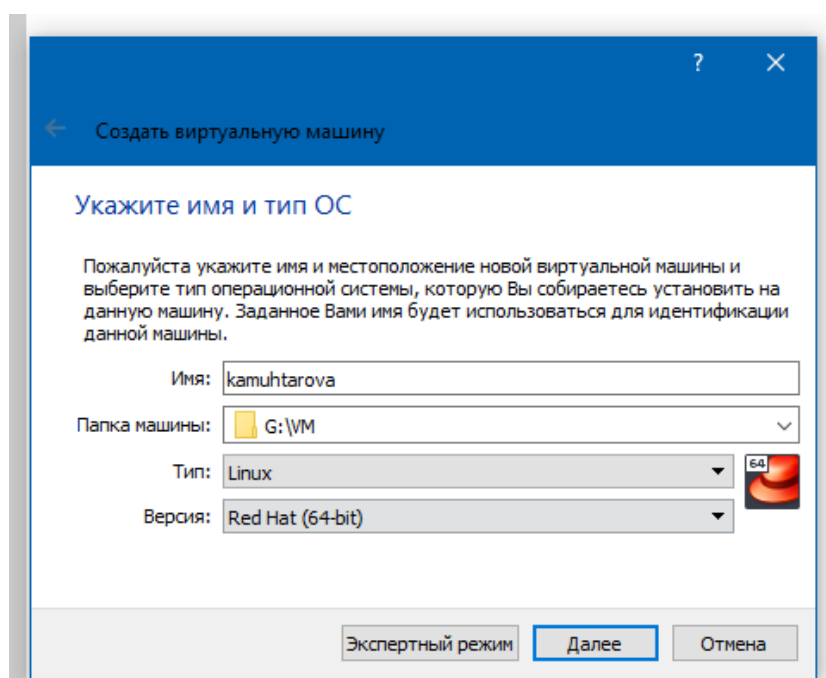 ?
Создать виртуальную машину
Укажите имя и тип ОС
Пожалуйста укажите имя и местоположение новой виртуальной машины и
выберите тип операционной системы, которую Вы собираетесь установить на
данную машину. Заданное Вами имя будет использоваться для идентификации
данной машины.
Имя: kamuhtarova
Папка машины: G:\VM
Тип: Linux
64
Версия: Red Hat (64-bit)
Экспертный режим Далее Отмена